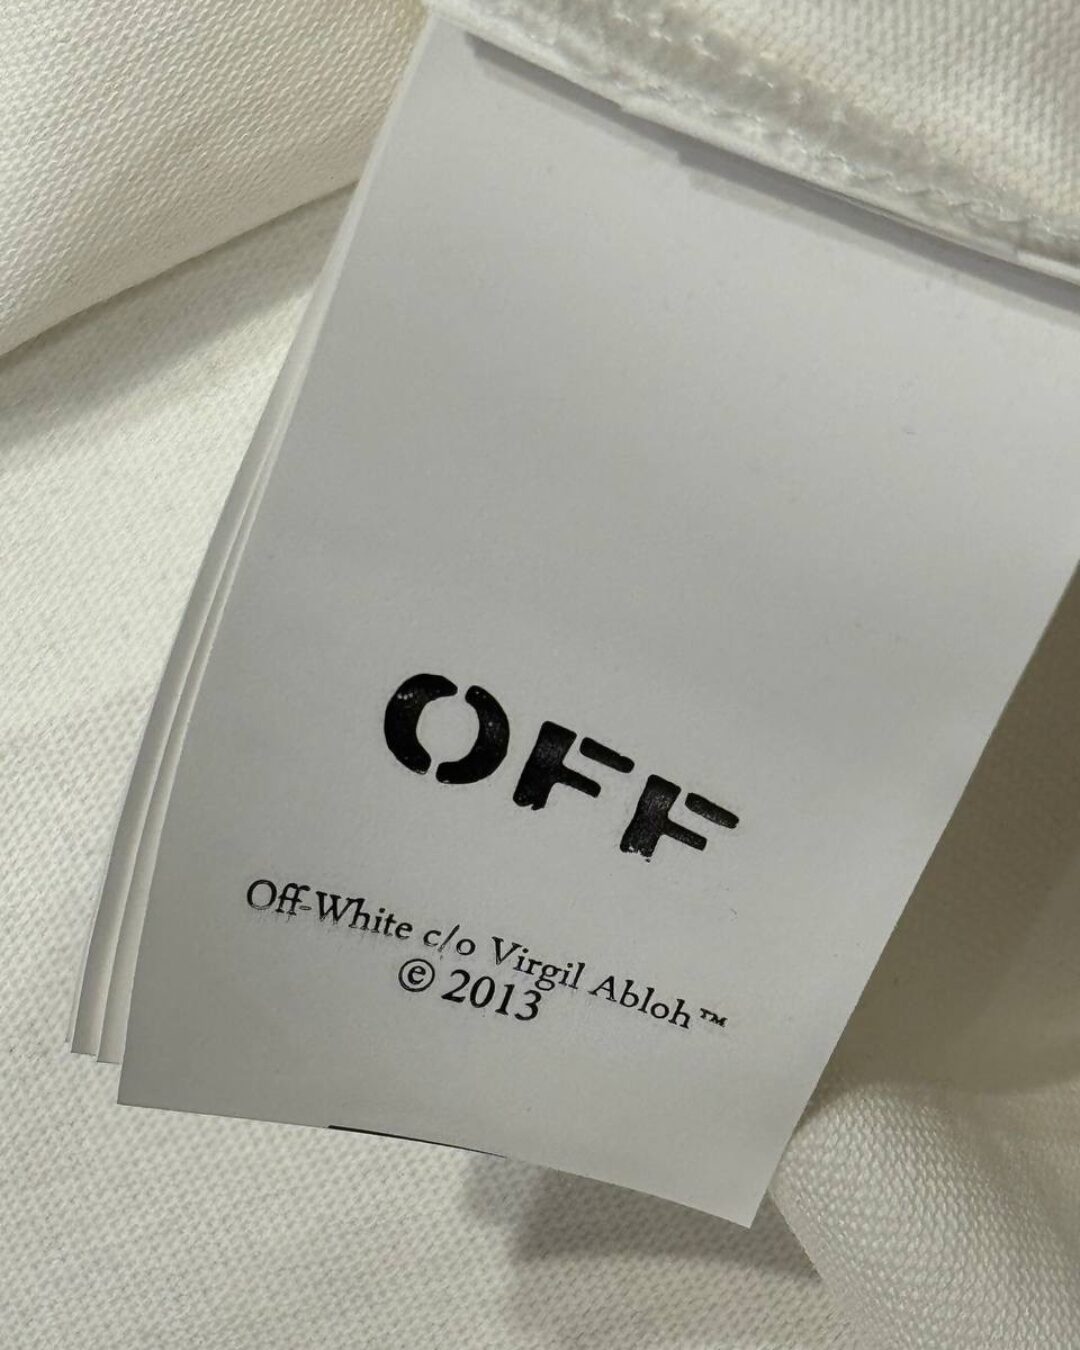 OFF
Off-White c/o Virgil Abloh™
© 2013